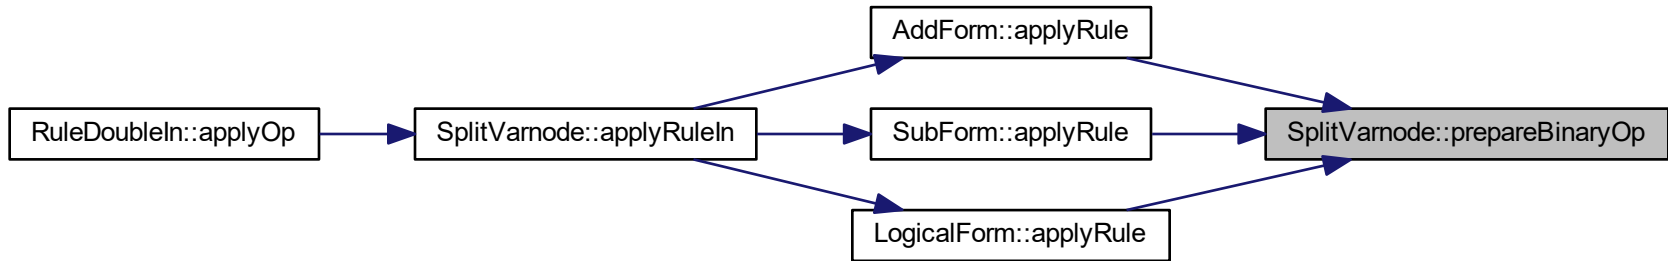 AddForm::applyRule
RuleDoubleIn::applyOp
SplitVarnode::applyRuleIn
SubForm::applyRule
SplitVarnode::prepareBinaryOp
LogicalForm::applyRule